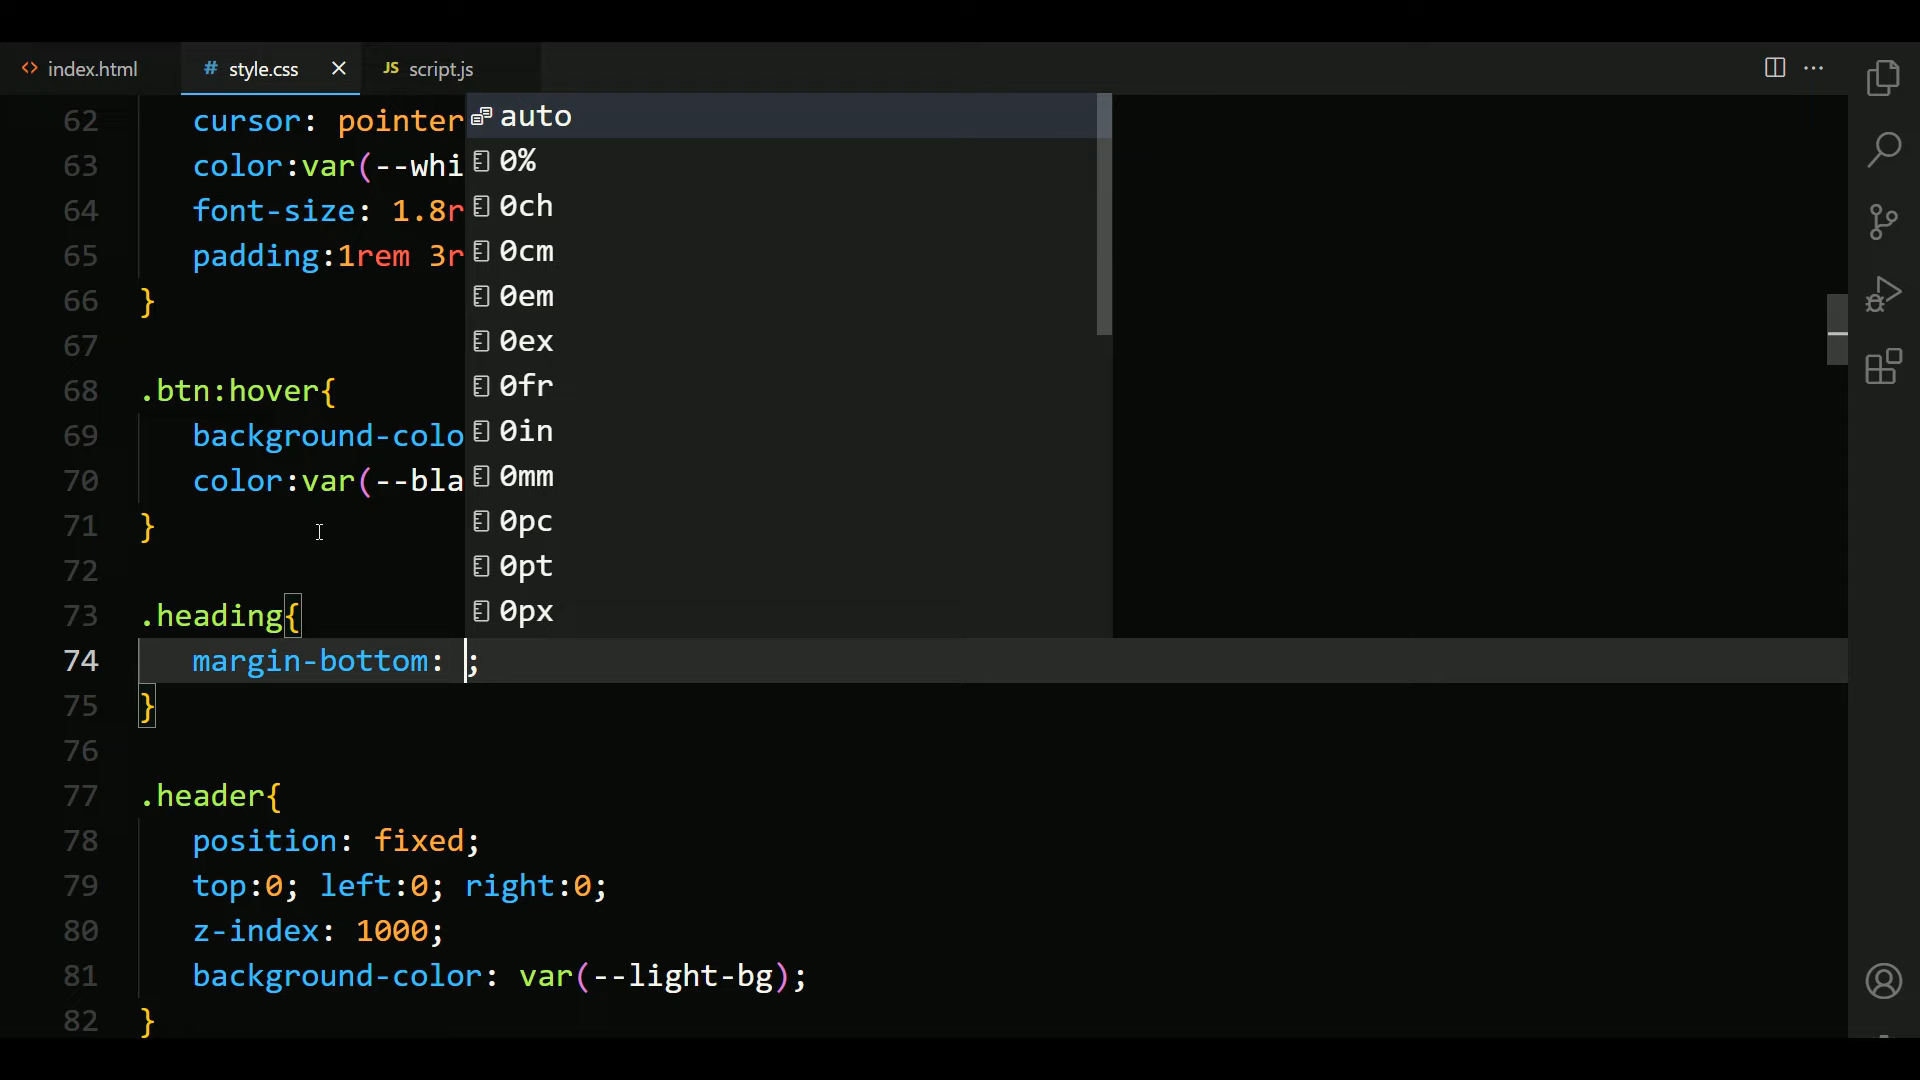 index.html # style.css JS script.js
62 cursor: pointer
63 color:var(--whi
64 font-size: 1.8r
65 padding:1rem 3r
66 }
67
68 .btn:hover{
69 background-colo
70 color:var(--bla
71 }
72
73 .heading{
74 margin-bottom: ;
75 }
76
77 .header{
78 position: fixed;
79 top:0; left:0; right:0;
80 z-index: 1000;
81 background-color: var(--light-bg);
82 }
auto
0%
0ch
0cm
0em
0ex
0fr
0in
0mm
0pc
0pt
0px